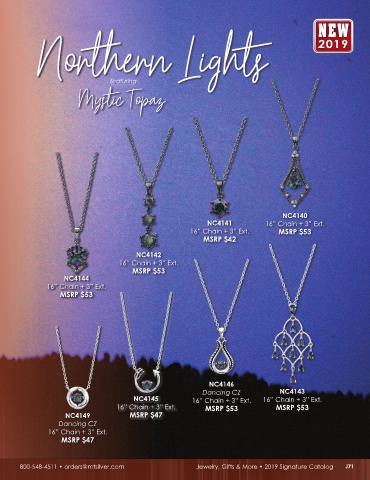 Northern Lights
NEW
2019
featuring
Mystic Topaz
NC4140
16" Chain + 3" Ext.
MSRP $53
NC4141
16" Chain + 3" Ext.
MSRP $42
NC4142
16" Chain + 3" Ext.
MSRP $53
NC4144
16" Chain + 3" Ext.
MSRP $53
NC4146
Dancing CZ
16" Chain + 3" Ext.
MSRP $53
NC4143
16" Chain + 3" Ext.
MSRP $53
NC4145
16" Chain + 3" Ext.
MSRP $47
NC4149
Dancing CZ
16" Chain + 3" Ext.
MSRP $47
800-548-4511 • orders@mtsilver.com
Jewelry, Gifts & More • 2019 Signature Catalog J71